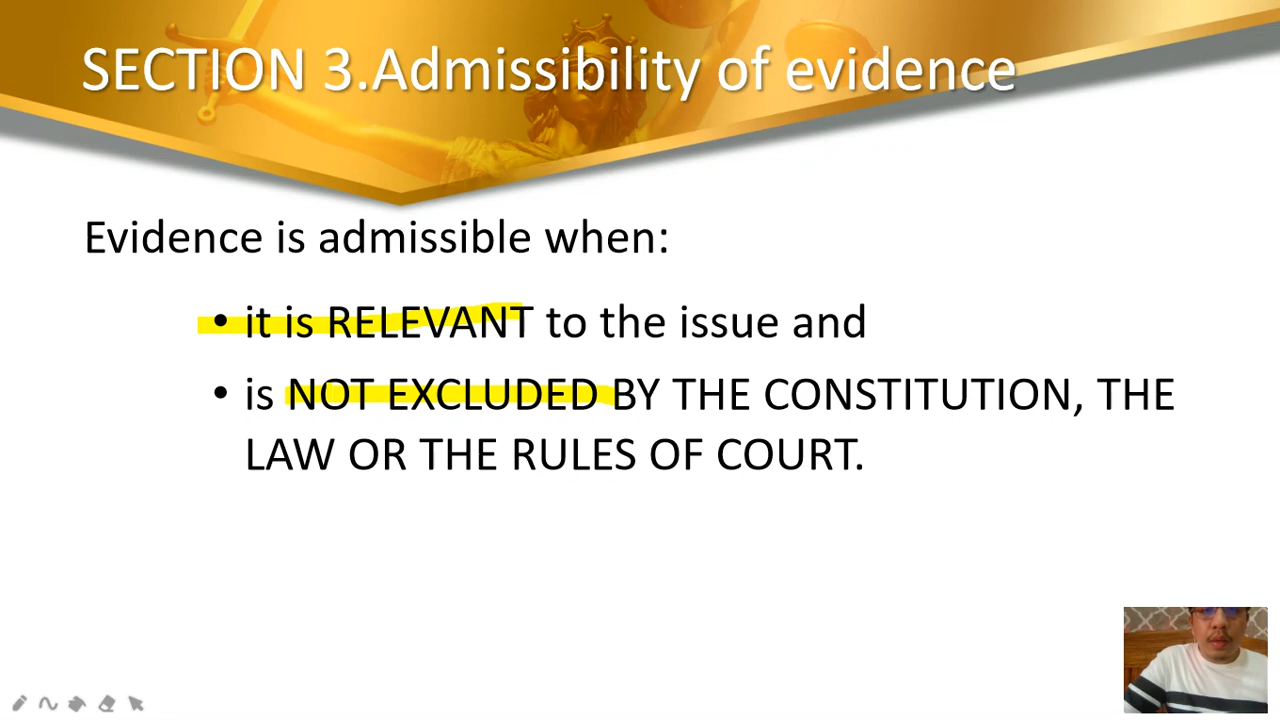 SECTION 3.Admissibility of evidence
Evidence is admissible when:
• it is RELEVANT to the issue and
• is NOT EXCLUDED BY THE CONSTITUTION, THE
LAW OR THE RULES OF COURT.